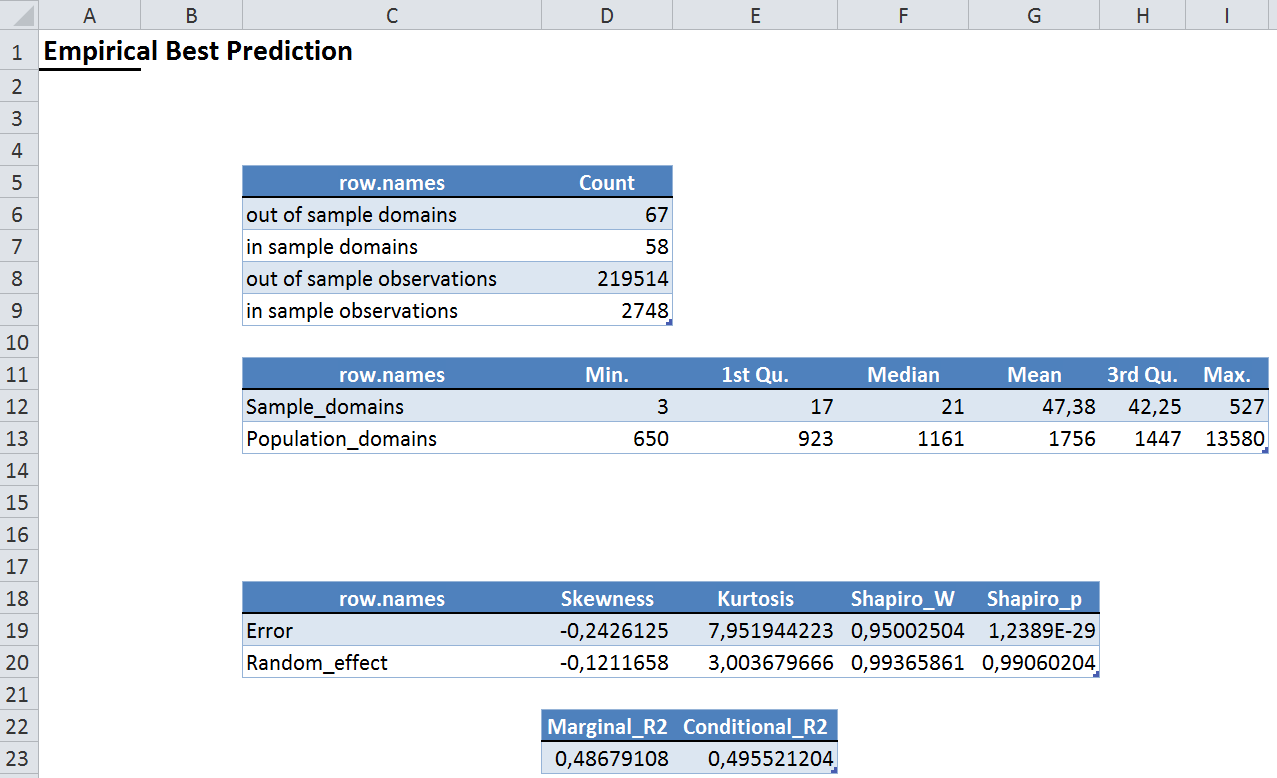 A B C D E F G H I
1 Empirical Best Prediction
2
3
4
5 row.names Count
6 out of sample domains 67
7 in sample domains 58
8 out of sample observations 219514
9 in sample observations 2748
10
11 row.names Min. 1st Qu. Median Mean 3rd Qu. Max.
12 Sample_domains 3 17 21 47,38 42,25 527
13 Population_domains 650 923 1161 1756 1447 13580
14
15
16
17
18 row.names Skewness Kurtosis Shapiro_W Shapiro_p
19 Error -0,2426125 7,951944223 0,95002504 1,2389E-29
20 Random_effect -0,1211658 3,003679666 0,99365861 0,99060204
21
22 Marginal_R2 Conditional_R2
23 0,48679108 0,495521204